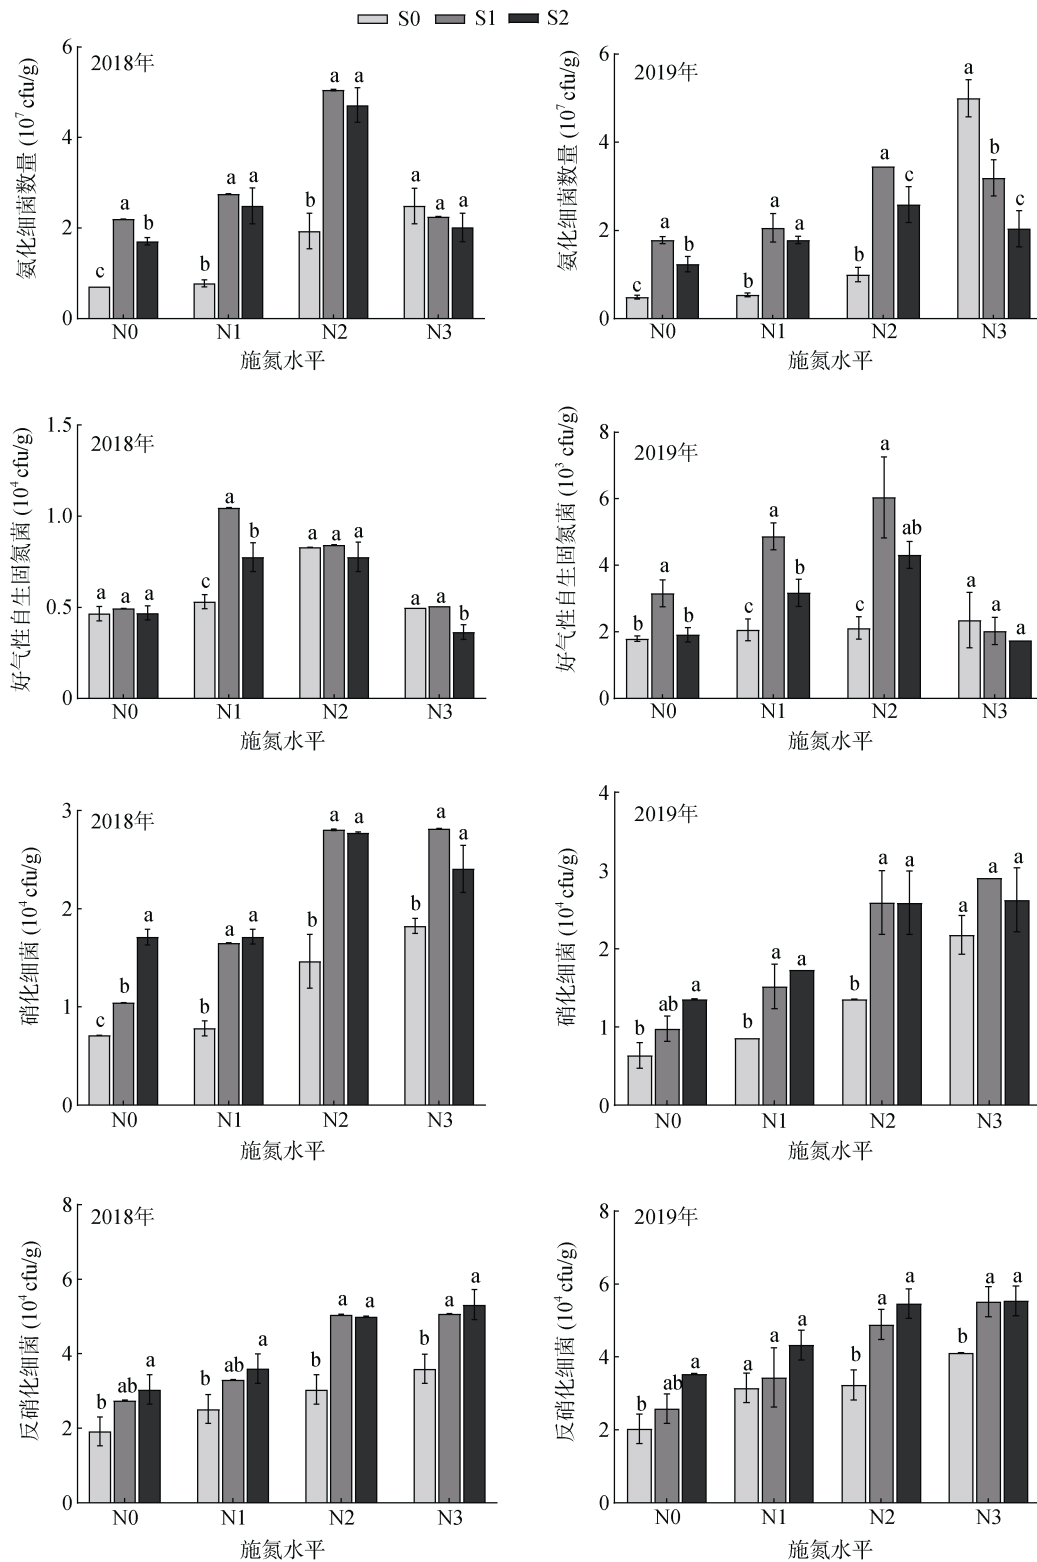 S0 S1 S2
2018年
氨化细菌数量 (10⁷ cfu/g)
6
4
2
0
c a b
b a a
b a a
a a a
N0 N1 N2 N3
施氮水平
2019年
氨化细菌数量 (10⁷ cfu/g)
6
4
2
0
c a b
b a a
b a c
a b c
N0 N1 N2 N3
施氮水平
2018年
好气性自生固氮菌 (10⁴ cfu/g)
1.5
1.0
0.5
0
a a a
c a b
a a a
a a b
N0 N1 N2 N3
施氮水平
2019年
好气性自生固氮菌 (10³ cfu/g)
8
6
4
2
0
b a b
c a b
c a ab
a a a
N0 N1 N2 N3
施氮水平
2018年
硝化细菌 (10⁴ cfu/g)
3
2
1
0
c b a
b a a
b a a
b a a
N0 N1 N2 N3
施氮水平
2019年
硝化细菌 (10⁴ cfu/g)
4
3
2
1
0
b ab a
b a a
b a a
a a a
N0 N1 N2 N3
施氮水平
2018年
反硝化细菌 (10⁴ cfu/g)
8
6
4
2
0
b ab a
b ab a
b a a
b a a
N0 N1 N2 N3
施氮水平
2019年
反硝化细菌 (10⁴ cfu/g)
8
6
4
2
0
b ab a
a a a
b a a
b a a
N0 N1 N2 N3
施氮水平